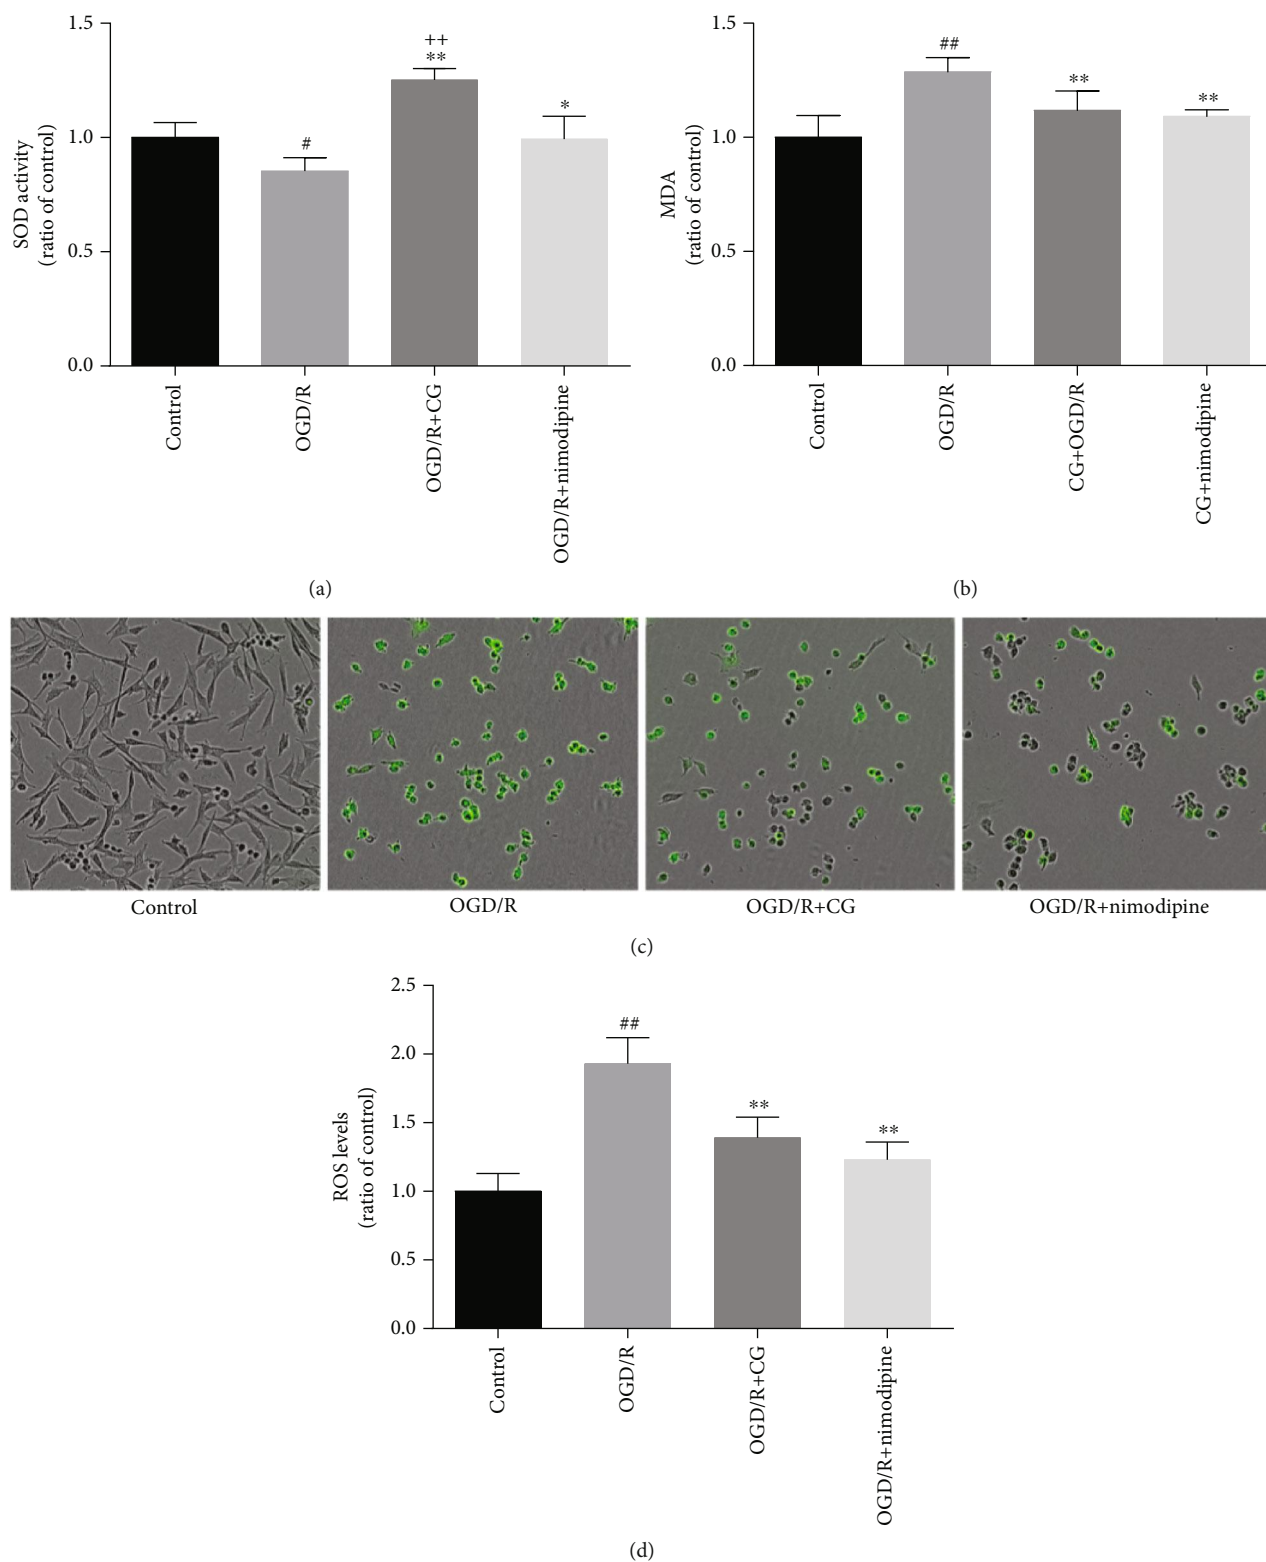 1.5
1.0
0.5
0.0
SOD activity
(ratio of control)
#
++
**
*
Control
OGD/R
OGD/R+CG
OGD/R+nimodipine
(a)
1.5
1.0
0.5
0.0
MDA
(ratio of control)
##
**
**
Control
OGD/R
CG+OGD/R
CG+nimodipine
(b)
Control
OGD/R
OGD/R+CG
OGD/R+nimodipine
(c)
2.5
2.0
1.5
1.0
0.5
0.0
ROS levels
(ratio of control)
##
**
**
Control
OGD/R
OGD/R+CG
OGD/R+nimodipine
(d)